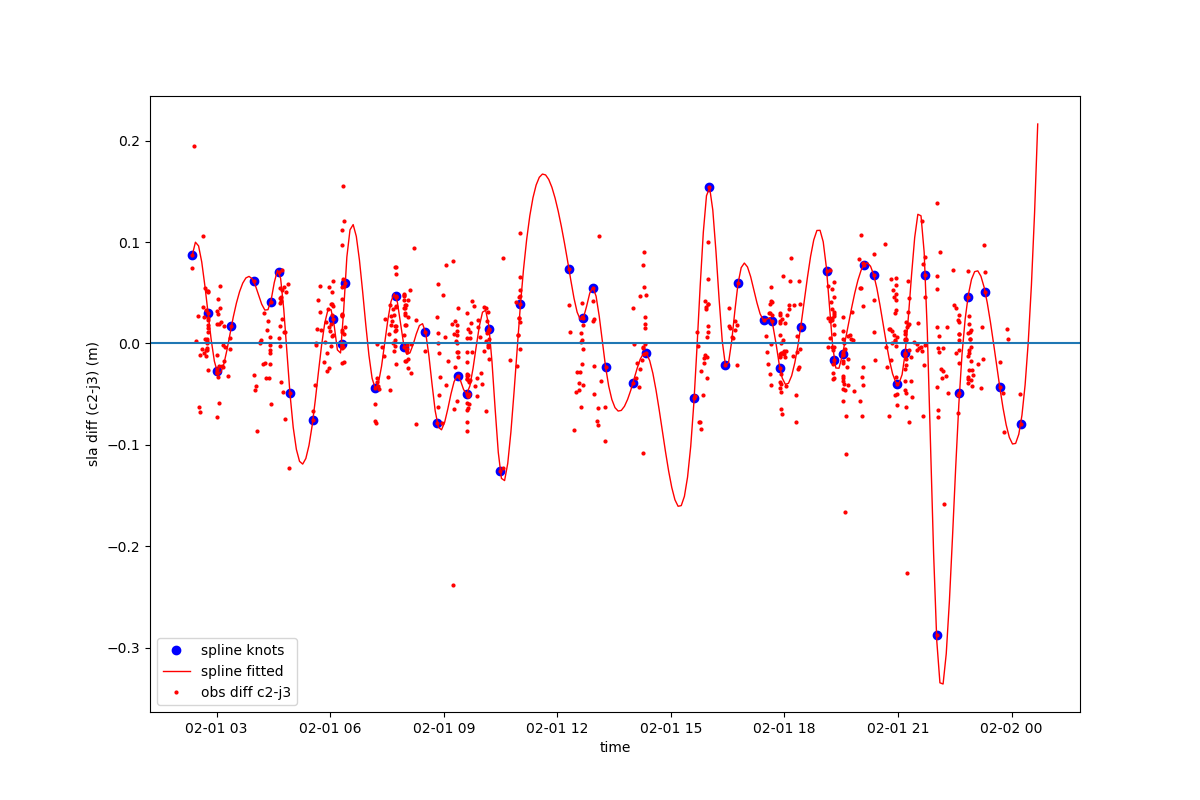 0.2
0.1
0.0
−0.1
−0.2
−0.3
sla diff (c2-j3) (m)
spline knots
spline fitted
obs diff c2-j3
02-01 03 02-01 06 02-01 09 02-01 12 02-01 15 02-01 18 02-01 21 02-02 00
time